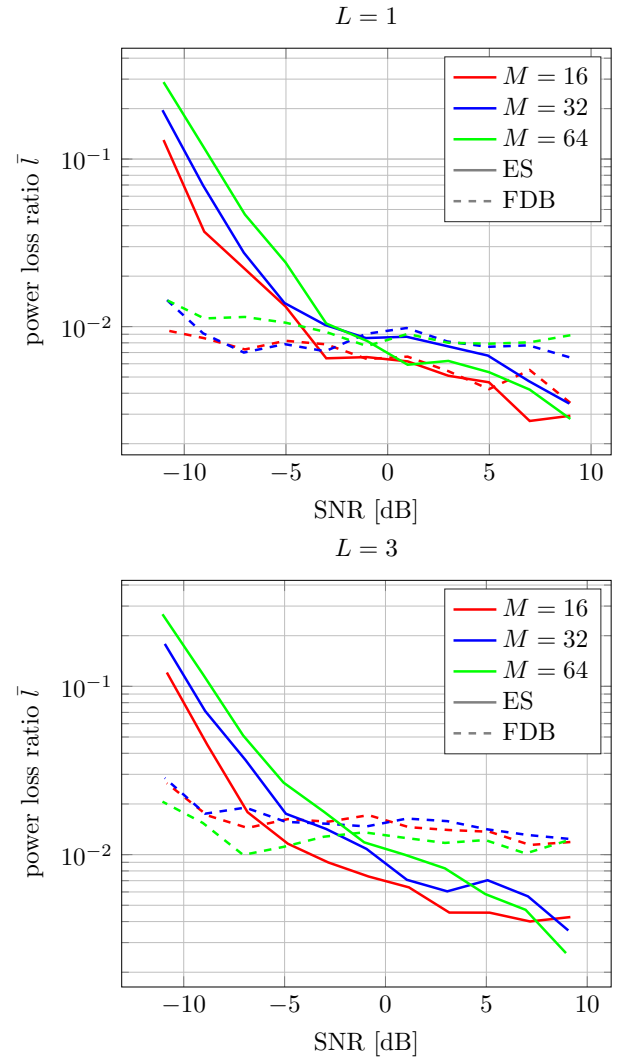 L = 1
10⁻¹
10⁻²
power loss ratio l̄
M = 16
M = 32
M = 64
ES
FDB
−10 −5 0 5 10
SNR [dB]
L = 3
10⁻¹
10⁻²
power loss ratio l̄
M = 16
M = 32
M = 64
ES
FDB
−10 −5 0 5 10
SNR [dB]